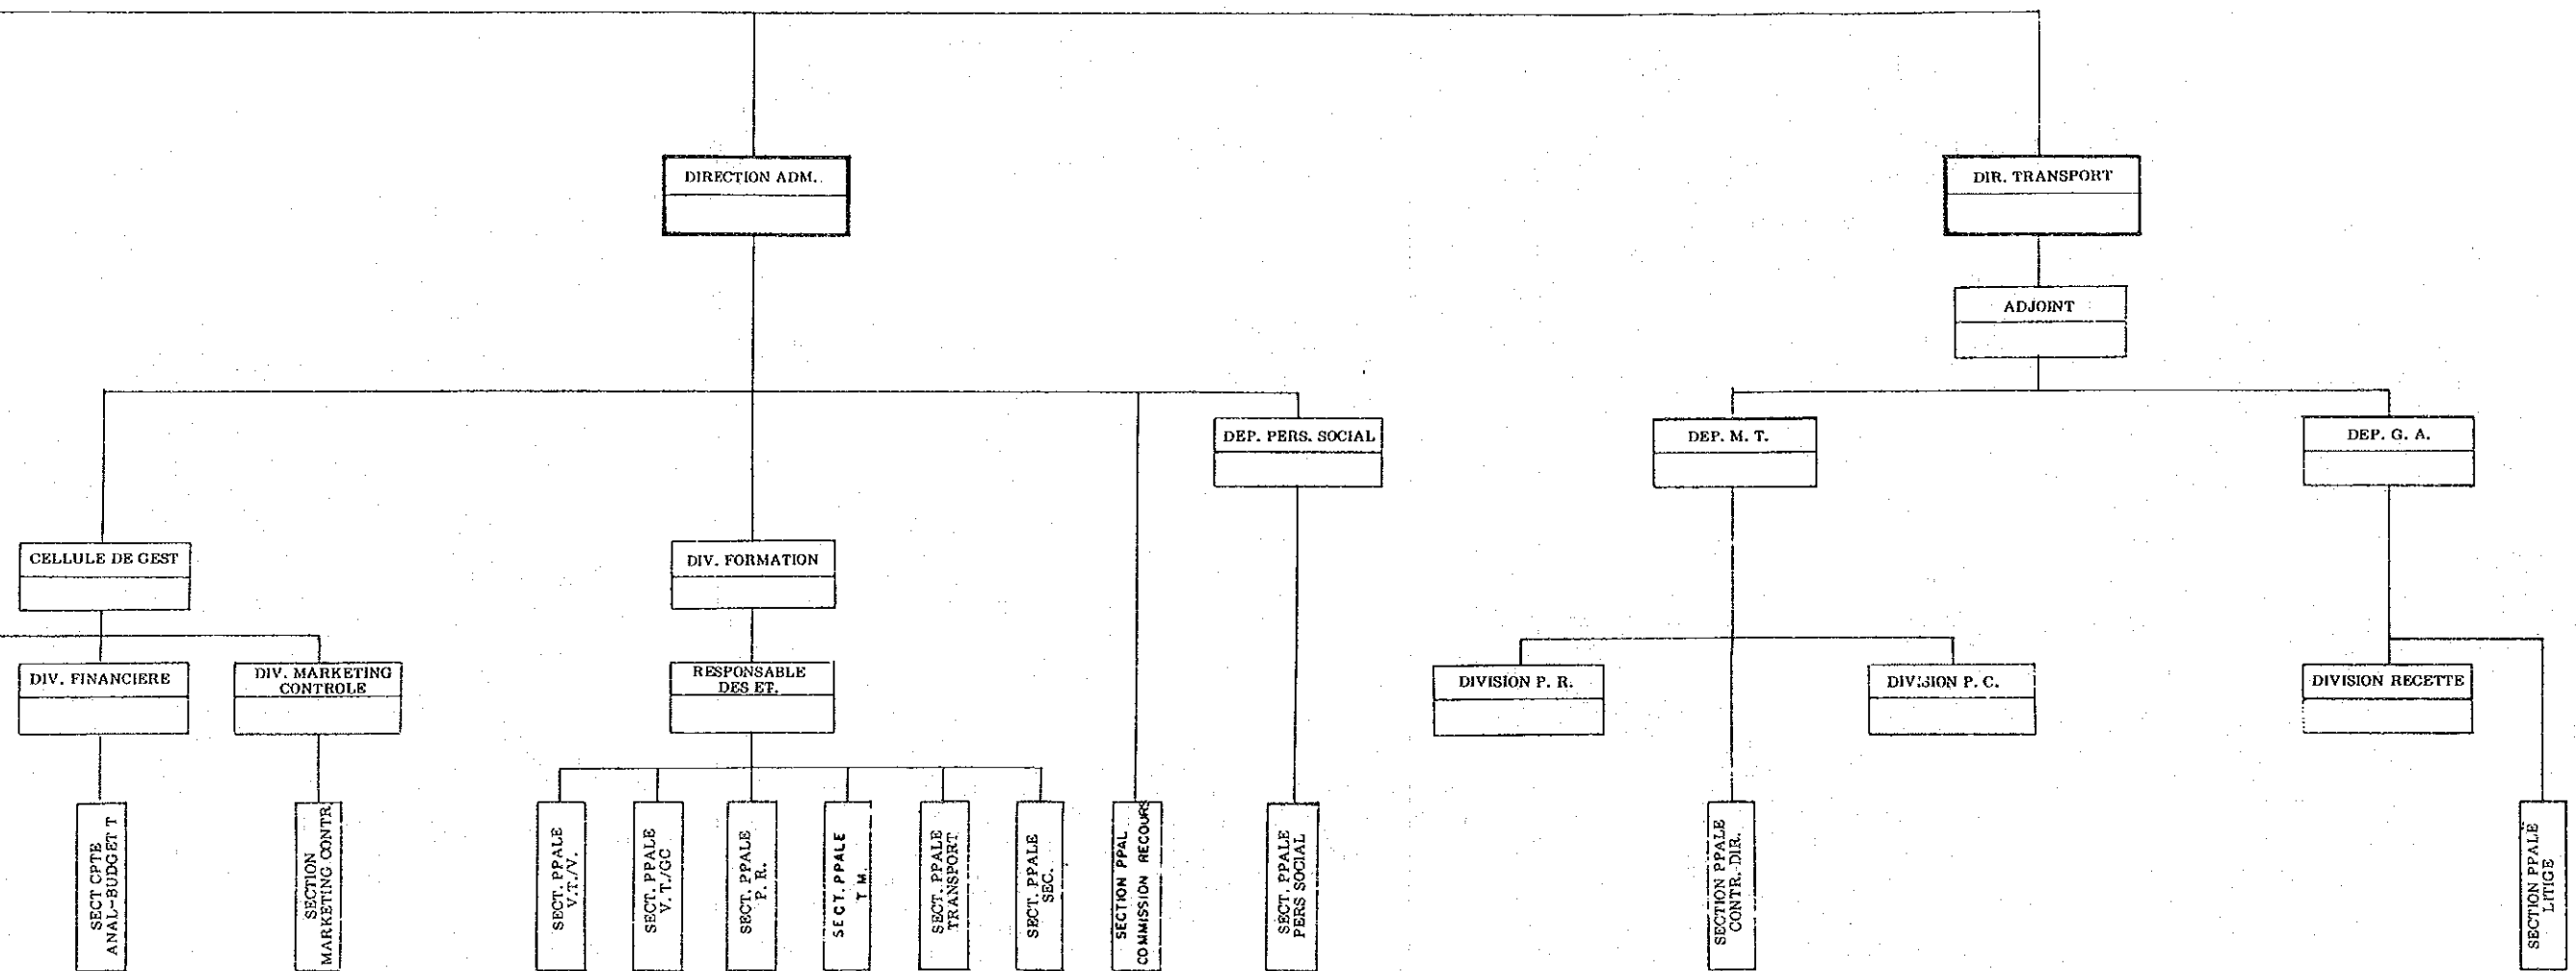 DIRECTION ADM.
DIR. TRANSPORT
ADJOINT
DEP. PERS. SOCIAL
DEP. M. T.
DEP. G. A.
CELLULE DE GEST
DIV. FORMATION
DIV. FINANCIERE
DIV. MARKETING
CONTROLE
RESPONSABLE
DES ET.
DIVISION P. R.
DIVISION P. C.
DIVISION RECETTE
SECT CPTE
ANAL-BUDGET T
SECTION
MARKETING CONTR
SECT. PPALE
V.T./V.
SECT. PPALE
V. T./GC
SECT. PPALE
P. R.
SECT. PPALE
T M.
SECT. PPALE
TRANSPORT
SECT. PPALE
SEC.
SECTION PPAL
COMMISSION RECOURS
SECT. PPALE
PERS SOCIAL
SECTION PPALE
CONTR.-DIR.
SECTION PPALE
LITIGE